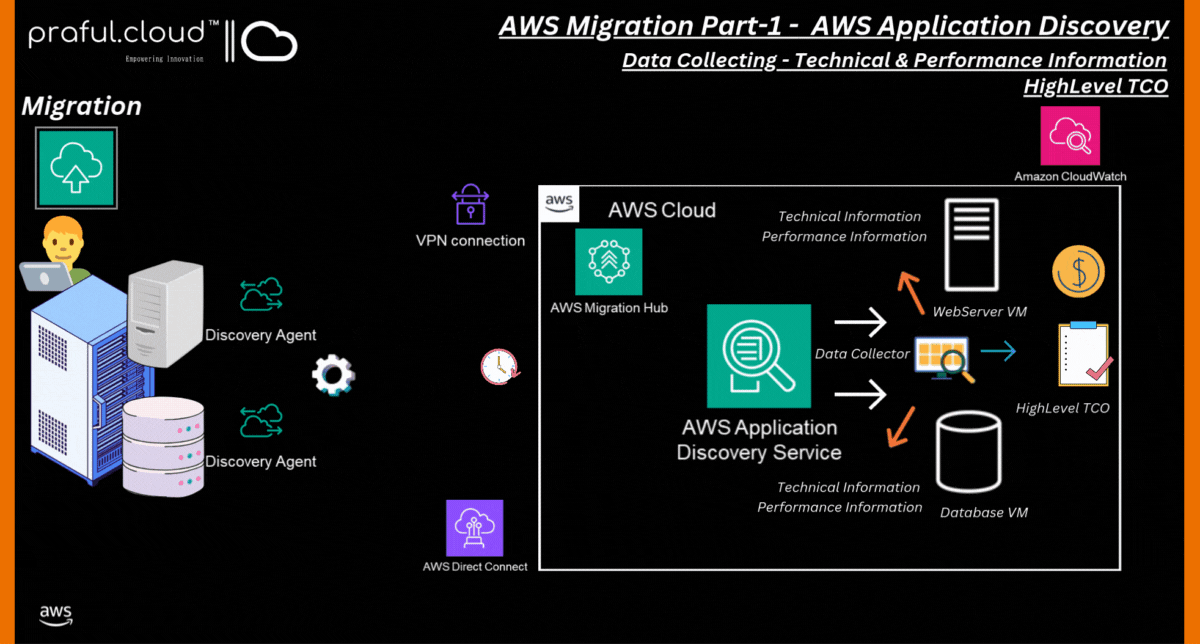 praful.cloud™
Empowering Innovation
AWS Migration Part-1 - AWS Application Discovery
Data Collecting - Technical & Performance Information
HighLevel TCO
Migration
Amazon CloudWatch
VPN connection
aws
AWS Cloud
AWS Migration Hub
Technical Information
Performance Information
WebServer VM
Discovery Agent
Data Collector
HighLevel TCO
AWS Application
Discovery Service
Discovery Agent
Technical Information
Performance Information
Database VM
AWS Direct Connect
aws